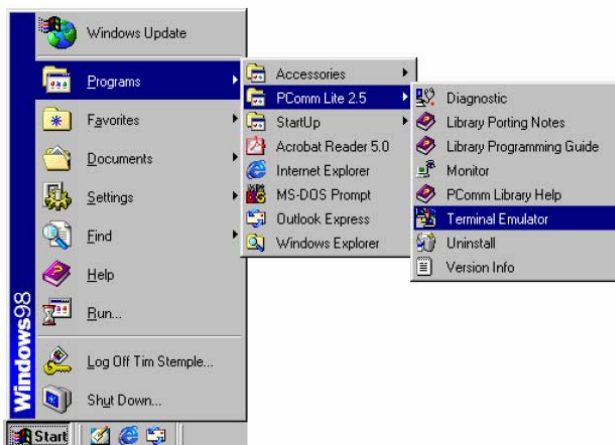 Windows Update
Programs
Favorites
Documents
Settings
Find
Help
Run...
Log Off Tim Stemple...
Shut Down...
Windows98
Start
Accessories
PComm Lite 2.5
StartUp
Acrobat Reader 5.0
Internet Explorer
MS-DOS Prompt
Outlook Express
Windows Explorer
Diagnostic
Library Porting Notes
Library Programming Guide
Monitor
PComm Library Help
Terminal Emulator
Uninstall
Version Info